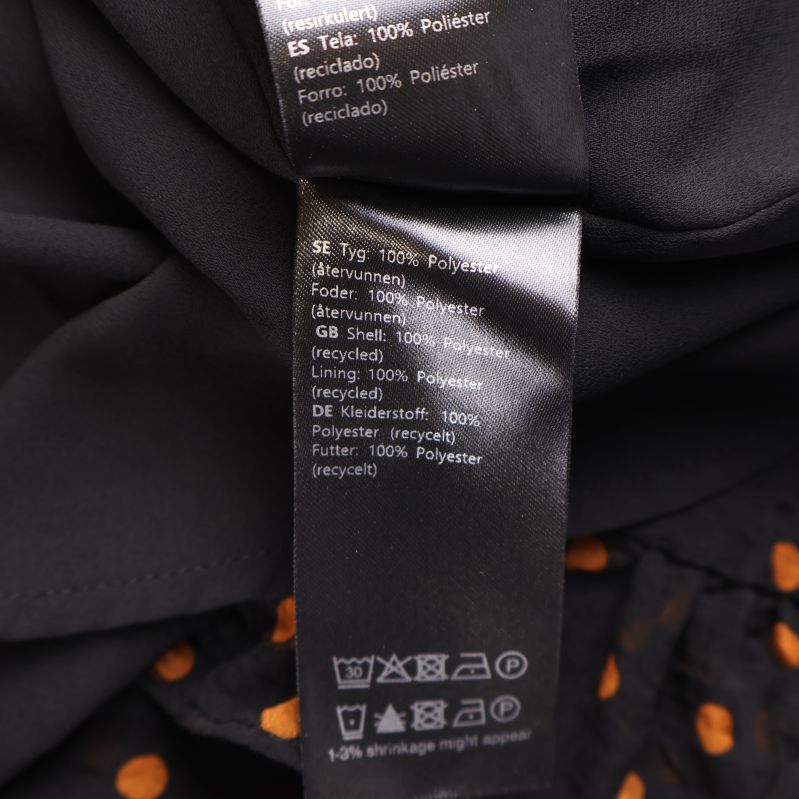 (resirkulert)
ES Tela: 100% Poliéster
(reciclado)
Forro: 100% Poliéster
(reciclado)
SE Tyg: 100% Polyester
(återvunnen)
Foder: 100% Polyester
(återvunnen)
GB Shell: 100% Polyester
(recycled)
Lining: 100% Polyester
(recycled)
DE Kleiderstoff: 100%
Polyester (recycelt)
Futter: 100% Polyester
(recycelt)
30 P
P
1-3% shrinkage might appear